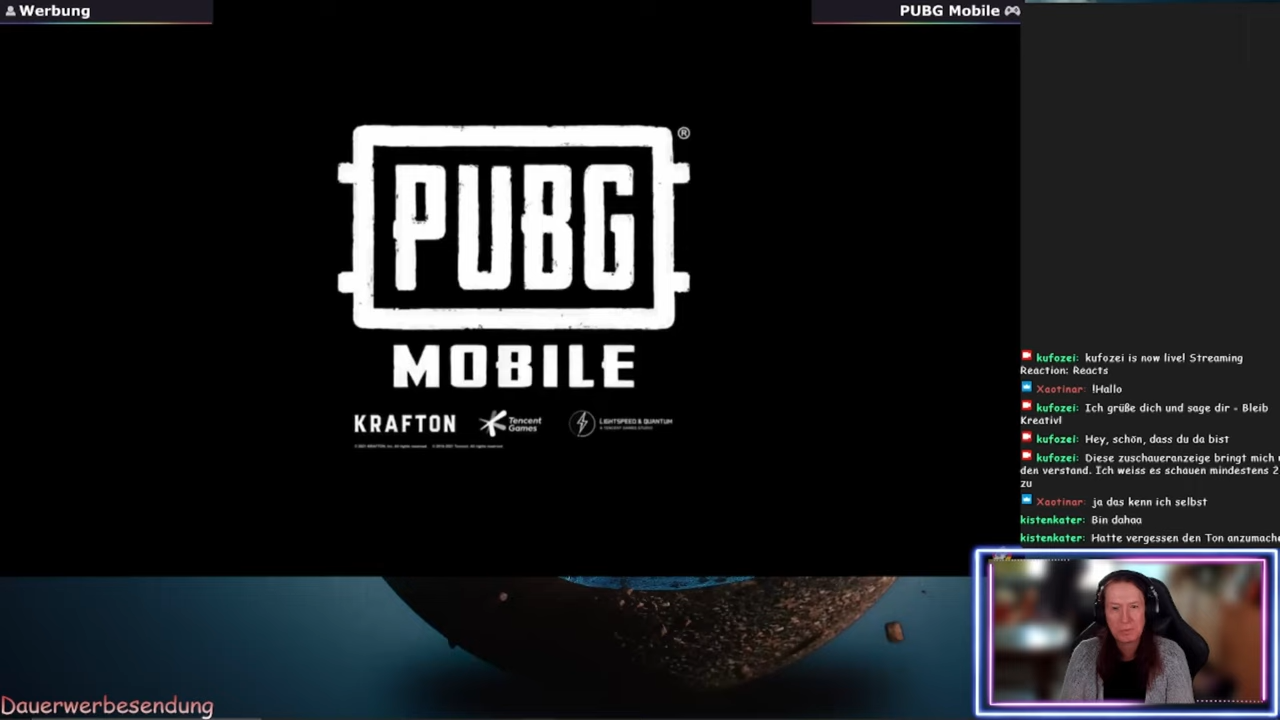 Werbung
PUBG Mobile
PUBG®
MOBILE
KRAFTON
Tencent Games
LIGHTSPEED & QUANTUM
kufozei: kufozei is now live! Streaming
Reaction: Reacts
Xaotinar: !Hallo
kufozei: Ich grüße dich und sage dir - Bleib
Kreativ!
kufozei: Hey, schön, dass du da bist
kufozei: Diese zuschaueranzeige bringt mich
den verstand. Ich weiss es schauen mindestens 2
zu
Xaotinar: ja das kenn ich selbst
kistenkater: Bin dahaa
kistenkater: Hatte vergessen den Ton anzumache
Dauerwerbesendung